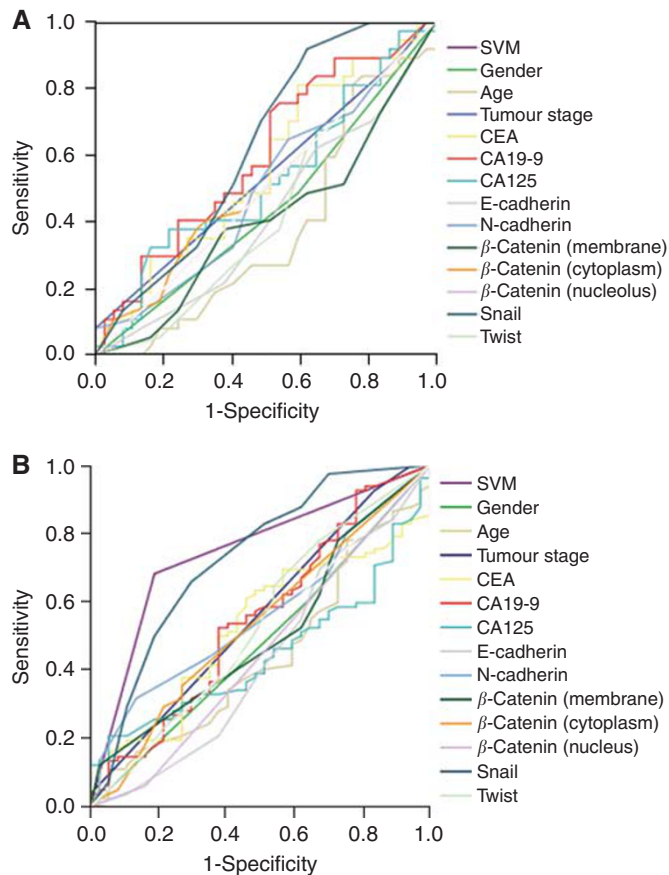 A
1.0
0.8
0.6
0.4
0.2
0.0
Sensitivity
0.0 0.2 0.4 0.6 0.8 1.0
1-Specificity
SVM
Gender
Age
Tumour stage
CEA
CA19-9
CA125
E-cadherin
N-cadherin
β-Catenin (membrane)
β-Catenin (cytoplasm)
β-Catenin (nucleolus)
Snail
Twist
B
1.0
0.8
0.6
0.4
0.2
0.0
Sensitivity
0.0 0.2 0.4 0.6 0.8 1.0
1-Specificity
SVM
Gender
Age
Tumour stage
CEA
CA19-9
CA125
E-cadherin
N-cadherin
β-Catenin (membrane)
β-Catenin (cytoplasm)
β-Catenin (nucleus)
Snail
Twist